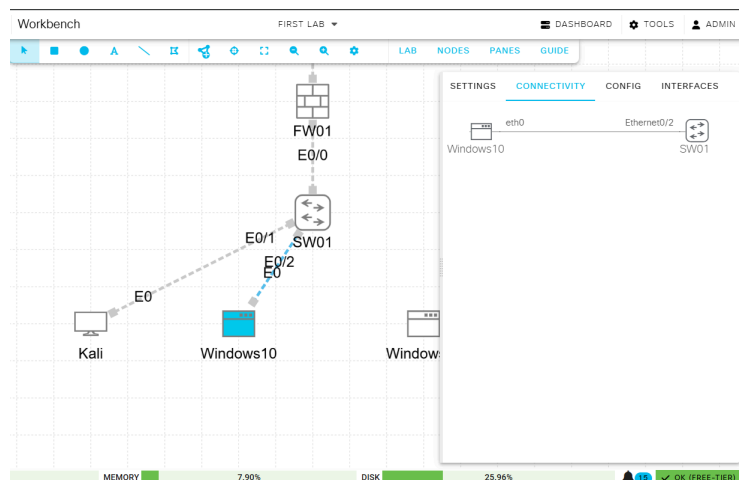 Workbench
FIRST LAB
DASHBOARD
TOOLS
ADMIN
A
LAB
NODES
PANES
GUIDE
SETTINGS
CONNECTIVITY
CONFIG
INTERFACES
eth0
Ethernet0/2
Windows10
SW01
FW01
E0/0
SW01
E0/1
E0/2
E0
E0
Kali
Windows10
Window
MEMORY
7.90%
DISK
25.96%
15
OK (FREE-TIER)